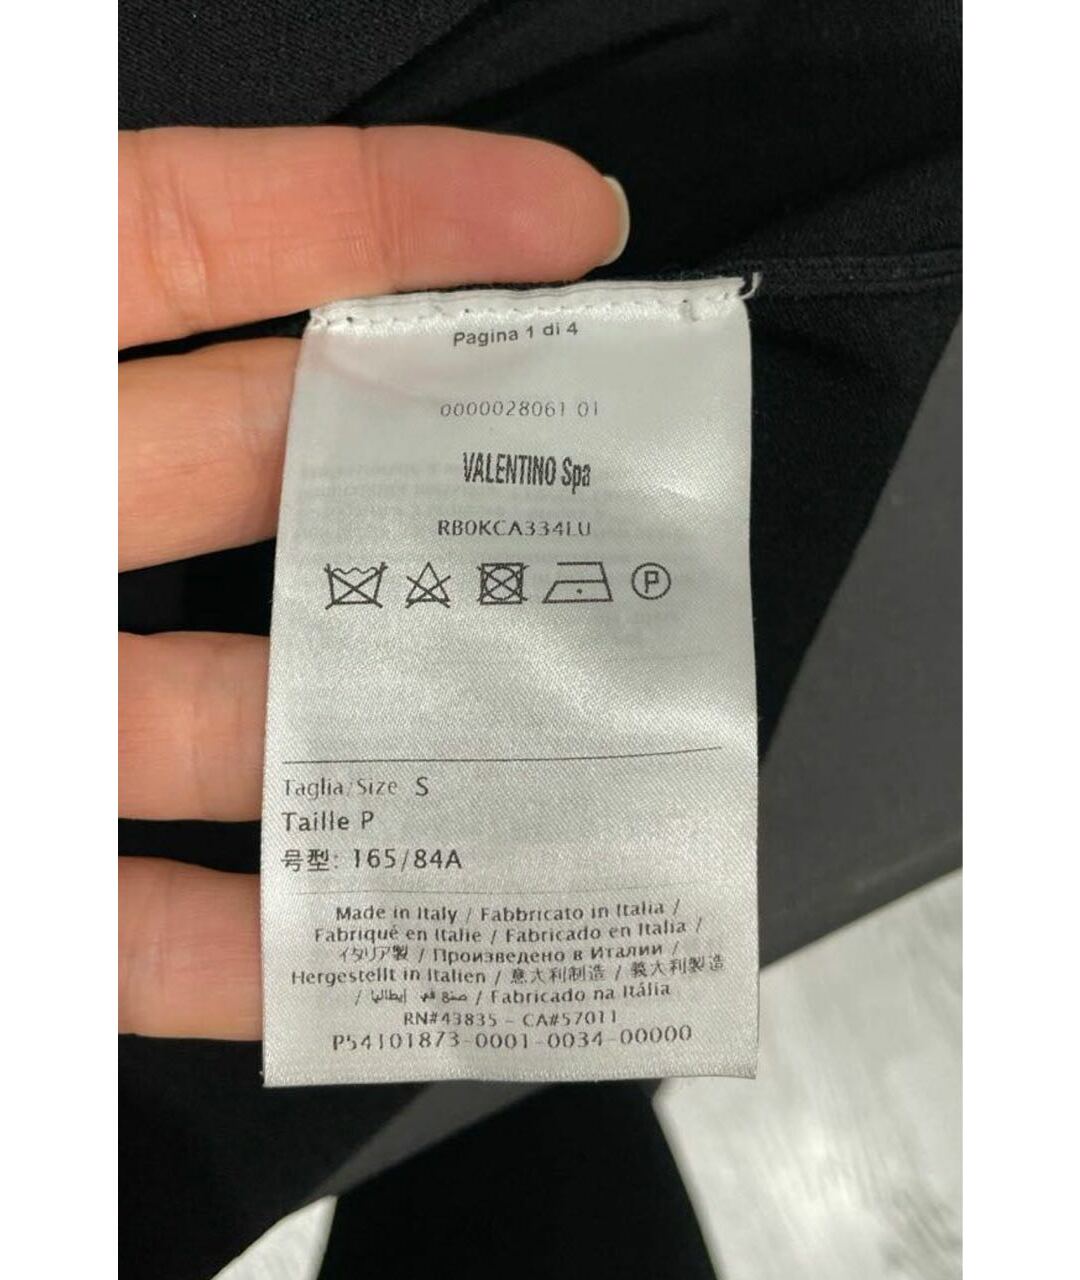 Pagina 1 di 4
0000028061 01
VALENTINO Spa
RB0KCA334LU
P
Taglia/Size S
Taille P
号型: 165/84A
Made in Italy / Fabbricato in Italia /
Fabriqué en Italie / Fabricado en Italia /
イタリア製 / Произведено в Италии /
Hergestellt in Italien / 意大利制造 / 義大利製造
/ صنع في إيطاليا / Fabricado na Itália
RN#43835 - CA#57011
P54101873-0001-0034-00000